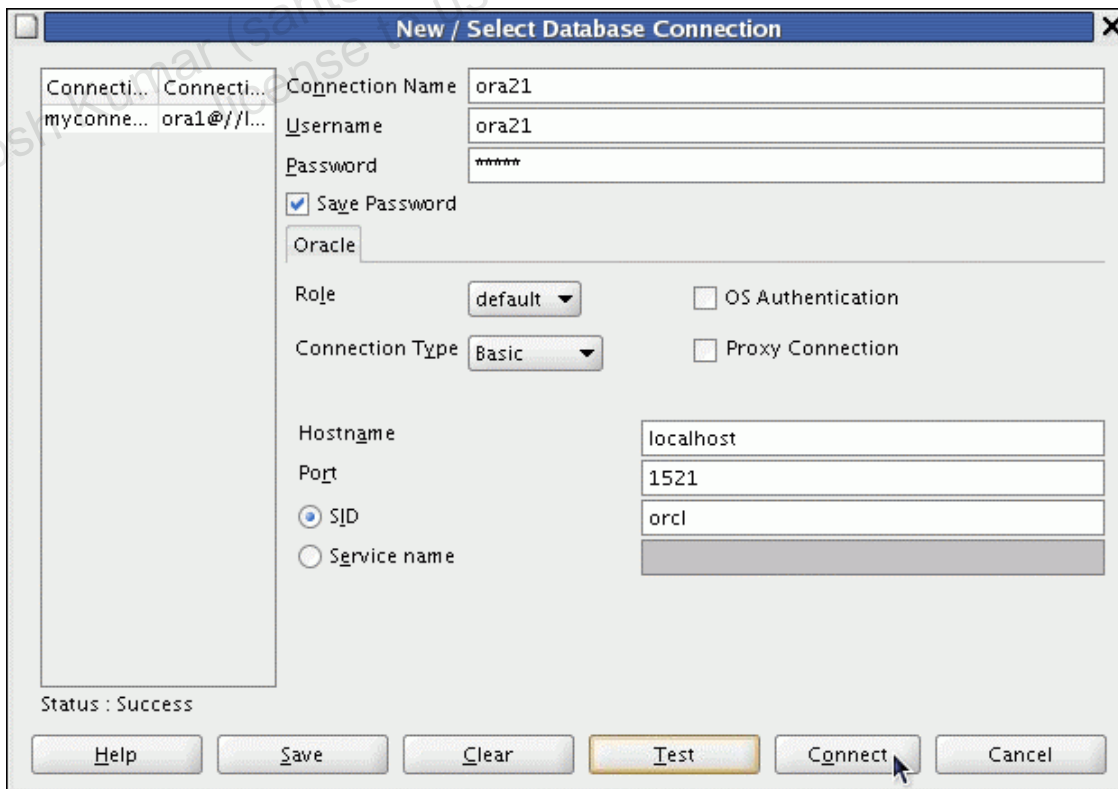 New / Select Database Connection
Connecti... Connecti...
myconne... ora1@//l...
Connection Name ora21
Username ora21
Password *****
Save Password
Oracle
Role default OS Authentication
Connection Type Basic Proxy Connection
Hostname localhost
Port 1521
SID orcl
Service name
Status : Success
Help Save Clear Test Connect Cancel
Kumar
license